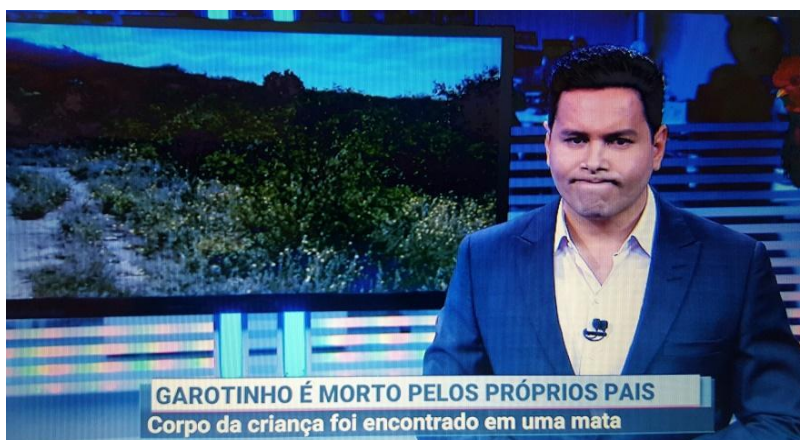 GAROTINHO É MORTO PELOS PRÓPRIOS PAIS
Corpo da criança foi encontrado em uma mata